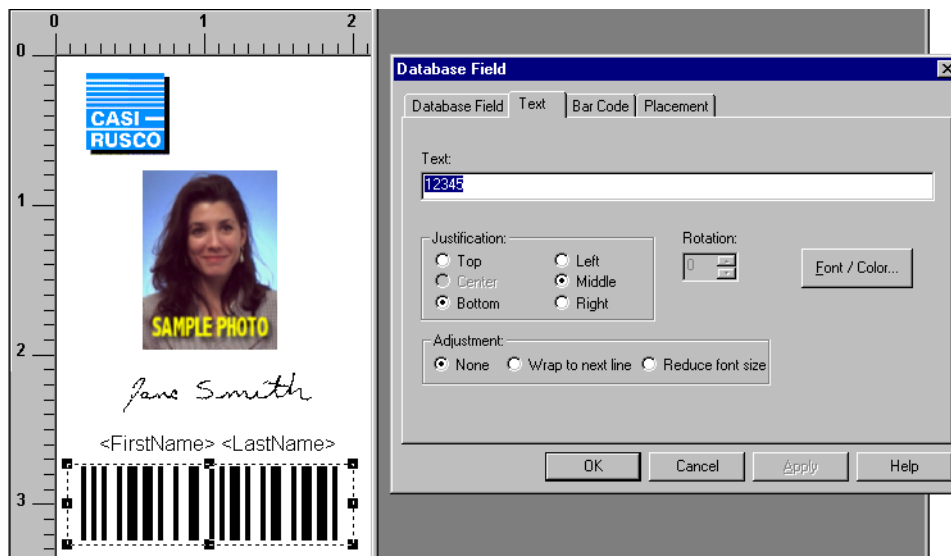 0 1 2
0
CASI —
RUSCO
1
SAMPLE PHOTO
2
Jane Smith
<FirstName> <LastName>
3
Database Field
Database Field Text Bar Code Placement
Text:
12345
Justification:
Top Left
Center Middle
Bottom Right
Rotation:
0
Font / Color...
Adjustment:
None Wrap to next line Reduce font size
OK Cancel Apply Help